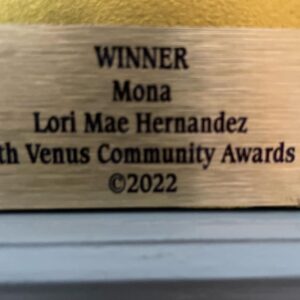 WINNER
Mona
Lori Mae Hernandez
th Venus Community Awards
©2022